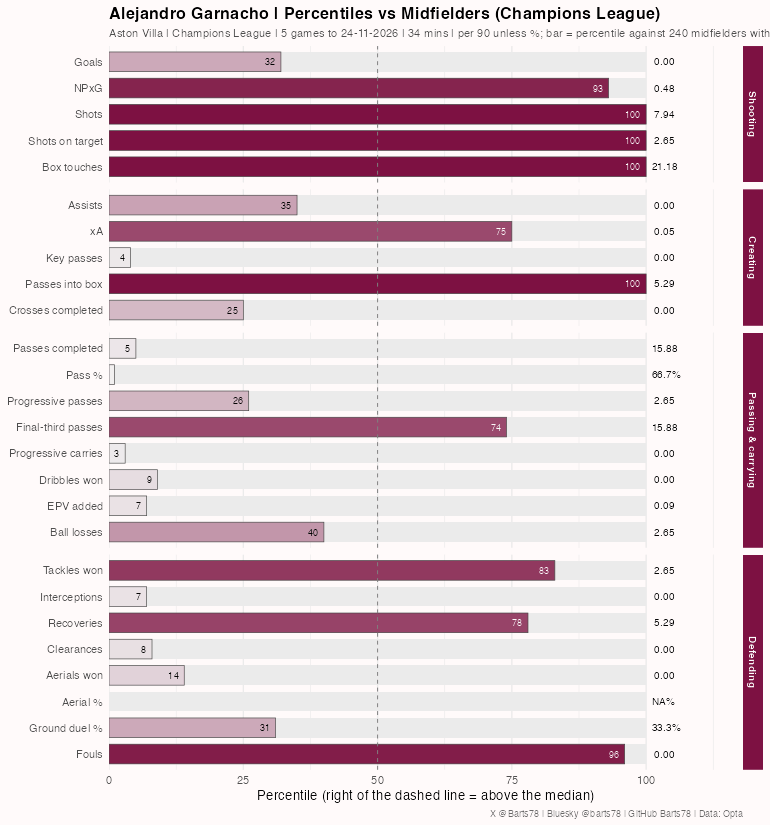 Alejandro Garnacho | Percentiles vs Midfielders (Champions League)
Aston Villa | Champions League | 5 games to 24-11-2026 | 34 mins | per 90 unless %; bar = percentile against 240 midfielders with
Goals 32 0.00
NPxG 93 0.48
Shots 100 7.94
Shots on target 100 2.65
Box touches 100 21.18
Shooting
Assists 35 0.00
xA 75 0.05
Key passes 4 0.00
Passes into box 100 5.29
Crosses completed 25 0.00
Creating
Passes completed 5 15.88
Pass % 66.7%
Progressive passes 26 2.65
Final-third passes 74 15.88
Progressive carries 3 0.00
Dribbles won 9 0.00
EPV added 7 0.09
Ball losses 40 2.65
Passing & carrying
Tackles won 83 2.65
Interceptions 7 0.00
Recoveries 78 5.29
Clearances 8 0.00
Aerials won 14 0.00
Aerial % NA%
Ground duel % 31 33.3%
Fouls 96 0.00
Defending
0 25 50 75 100
Percentile (right of the dashed line = above the median)
X @Barts78 | Bluesky @barts78 | GitHub Barts78 | Data: Opta